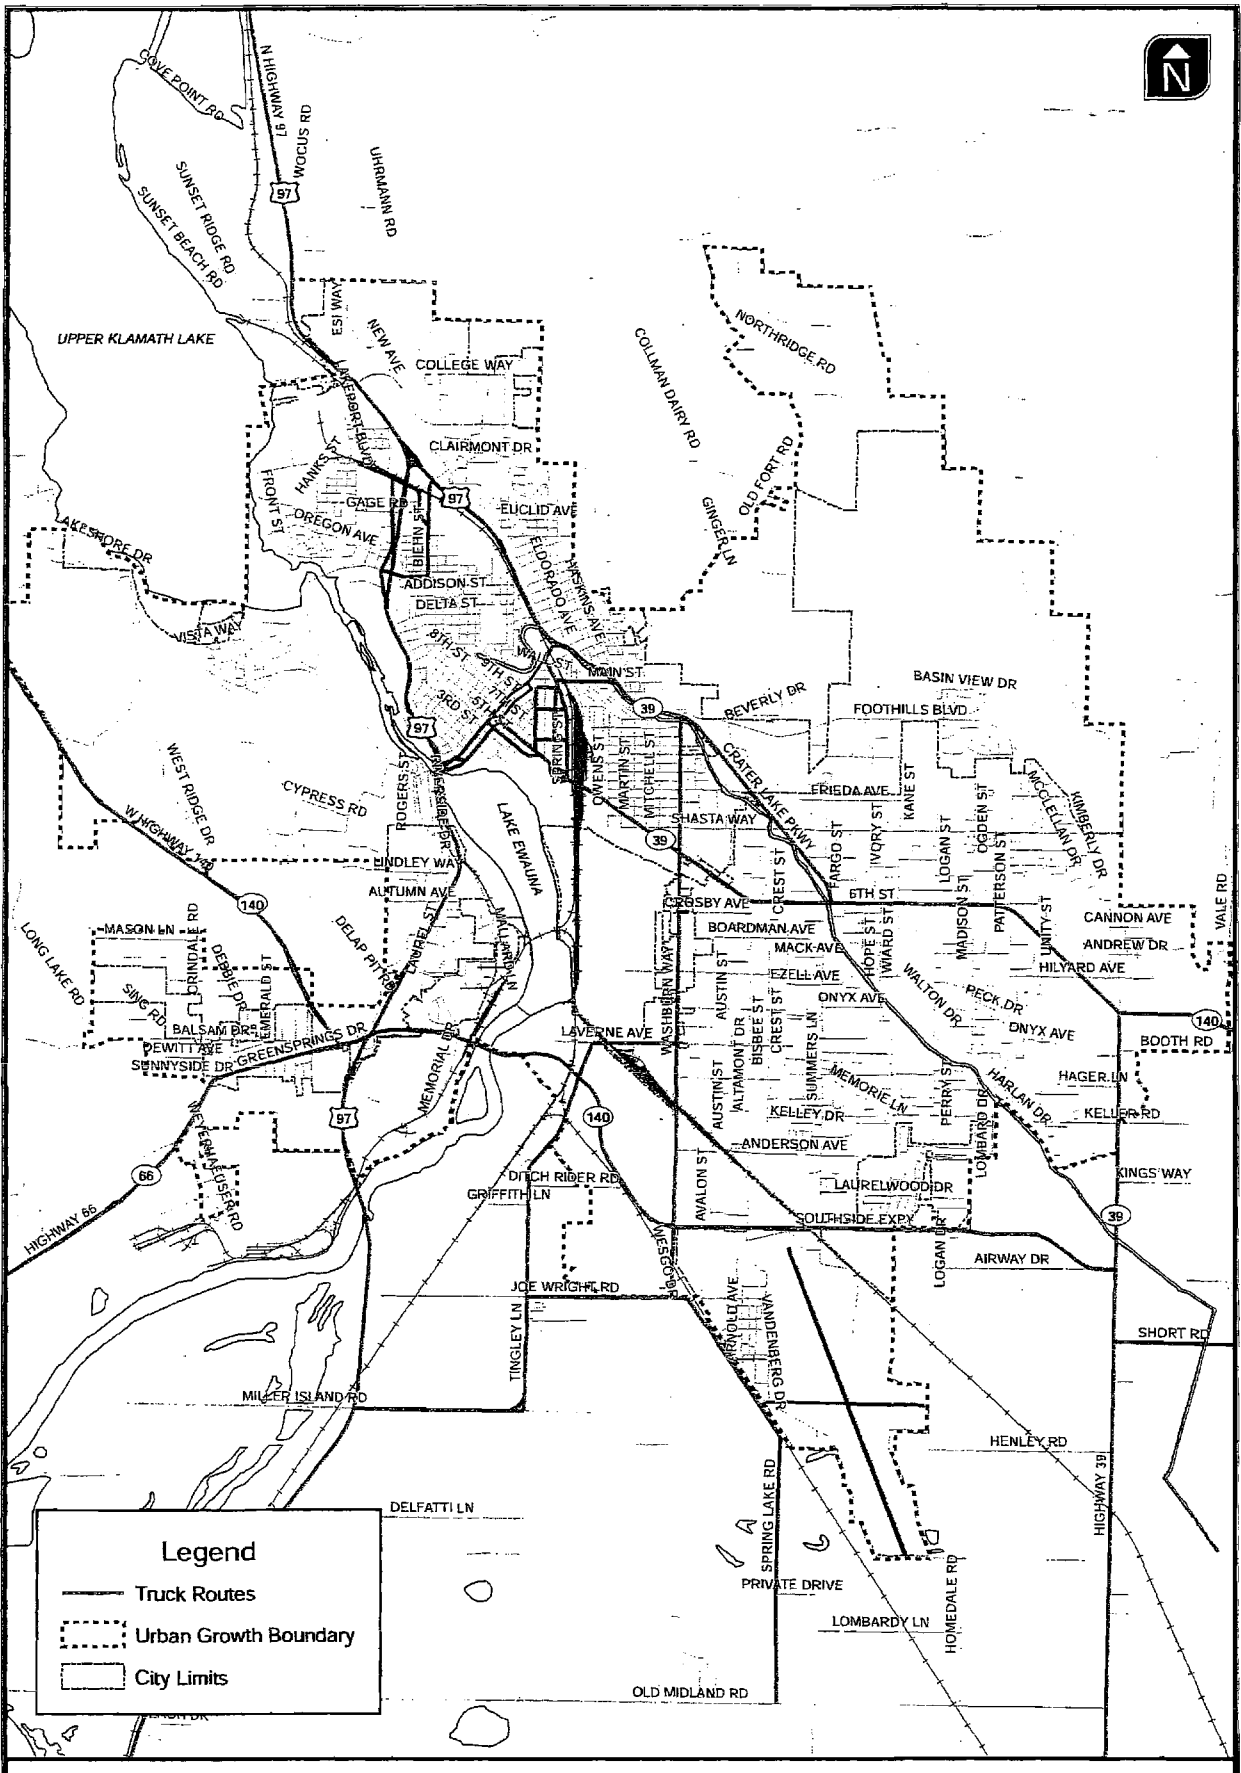 N
COVE POINT RD
N HIGHWAY 97
WOCUS RD
97
UHRMANN RD
SUNSET RIDGE RD
SUNSET BEACH RD
ESI WAY
NEW AVE
UPPER KLAMATH LAKE
COLLEGE WAY
NORTHRIDGE RD
COLLMAN DAIRY RD
LAKEPORT BLVD
CLAIRMONT DR
HANKS ST
OLD FORT RD
FRONT ST
GAGE RD
97
EUCLID AVE
GINGER LN
OREGON AVE
BIEHN ST
LAKESHORE DR
ELDORADO AVE
HASKINS AVE
ADDISON ST
DELTA ST
VISTA WAY
8TH ST
9TH ST
WALL ST
7TH ST
MAIN ST
3RD ST
5TH ST
39
BEVERLY DR
BASIN VIEW DR
FOOTHILLS BLVD
97
SPRING ST
OWENS ST
MARTIN ST
MITCHELL ST
CRATER LAKE PKWY
WEST RIDGE DR
CYPRESS RD
ROGERS ST
RIVERSIDE DR
LAKE EWAUNA
FRIEDA AVE
KANE ST
MCCLELLAN DR
KIMBERLY DR
SHASTA WAY
39
W HIGHWAY 140
FARGO ST
IVORY ST
LOGAN ST
OGDEN ST
PATTERSON ST
LINDLEY WAY
AUTUMN AVE
CREST ST
6TH ST
140
CROSBY AVE
MADISON ST
UNITY ST
CANNON AVE
VALE RD
MASON LN
ORINDALE RD
DELAP PIT RD
LAUREL ST
MALLARD LN
BOARDMAN AVE
MACK AVE
HOPE ST
WIARD ST
ANDREW DR
LONG LAKE RD
DEBBIE DR
EMERALD ST
WASHBURN WAY
AUSTIN ST
EZELL AVE
HILYARD AVE
SING RD
BISBEE ST
CREST ST
ONYX AVE
WALTON DR
PECK DR
BALSAM DR
GREENSPRINGS DR
LAVERNE AVE
ONYX AVE
140
DEWITT AVE
BOOTH RD
SUNNYSIDE DR
MEMORIAL DR
AUSTIN ST
ALTAMONT DR
SUMMERS LN
MEMORIE LN
PERRY ST
HARLAN DR
HAGER LN
97
140
KELLEY DR
LOMBARD DR
KELLER RD
WEYERHAEUSER RD
ANDERSON AVE
66
DITCH RIDER RD
GRIFFITH LN
AVALON ST
LAURELWOOD DR
KINGS WAY
HIGHWAY 66
SOUTHSIDE EXPY
39
WESGO DR
LOGAN DR
AIRWAY DR
JOE WRIGHT RD
ARNOLD AVE
VANDENBERG DR
TINGLEY LN
SHORT RD
MILLER ISLAND RD
HENLEY RD
HIGHWAY 39
SPRING LAKE RD
DELFATTI LN
Legend
Truck Routes
PRIVATE DRIVE
HOMEDALE RD
LOMBARDY LN
Urban Growth Boundary
City Limits
OLD MIDLAND RD